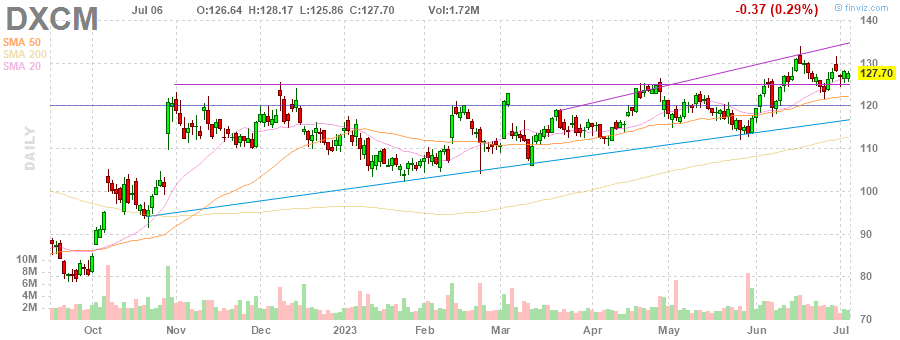 DXCM Jul 06 O:126.64 H:128.17 L:125.86 C:127.70 Vol:1.72M -0.37 (0.29%) finviz.com
SMA 50
SMA 200
SMA 20
DAILY
140
130
127.70
120
110
100
90
80
70
10M
8M
6M
4M
2M
Oct Nov Dec 2023 Feb Mar Apr May Jun Jul